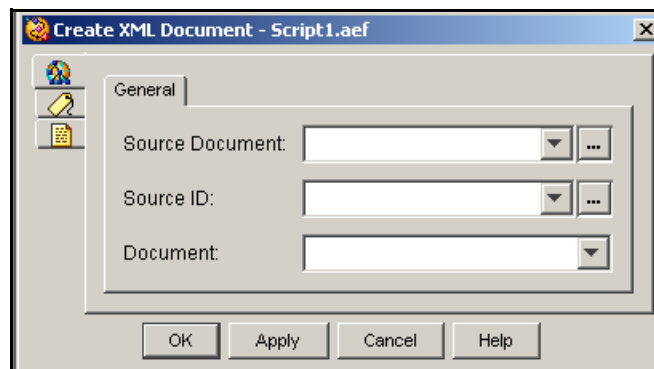 Create XML Document - Script1.aef
General
Source Document:
...
Source ID:
...
Document:
OK Apply Cancel Help